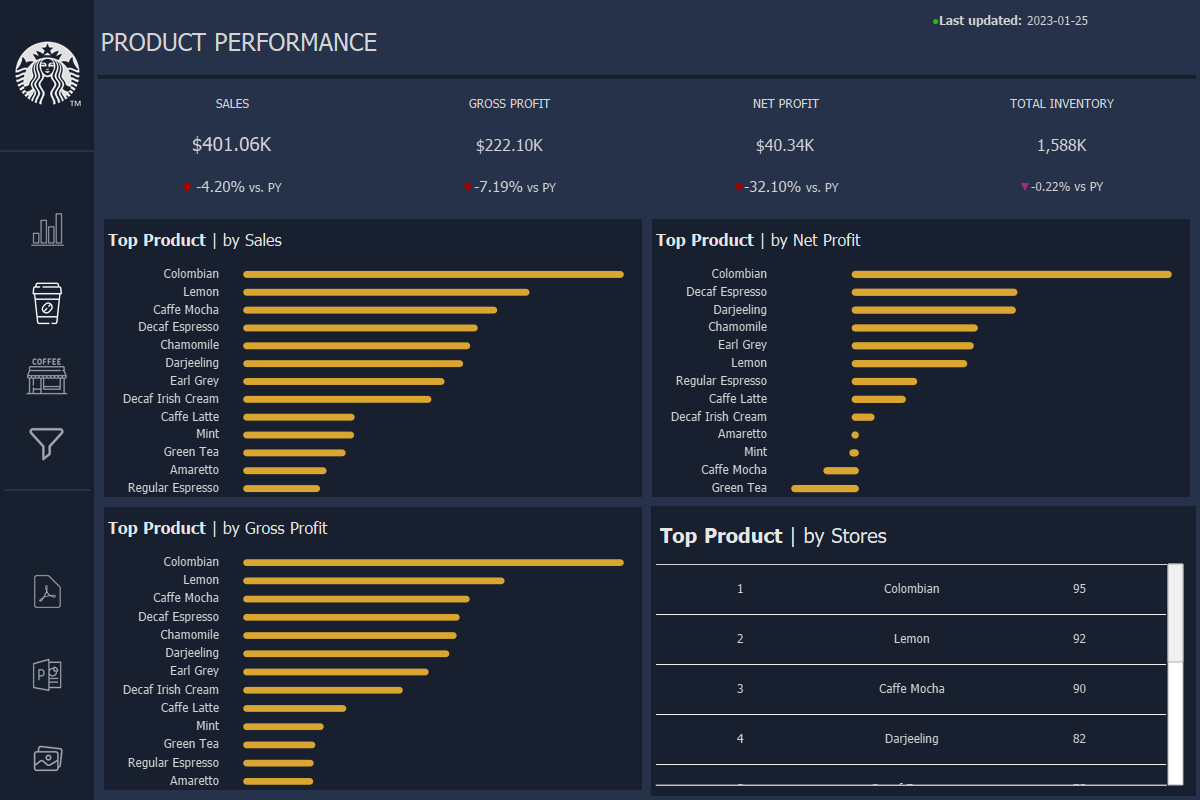 Last updated: 2023-01-25
PRODUCT PERFORMANCE
TM
SALES
GROSS PROFIT
NET PROFIT
TOTAL INVENTORY
$401.06K
$222.10K
$40.34K
1,588K
-4.20% vs. PY
-7.19% vs PY
-32.10% vs. PY
-0.22% vs PY
COFFEE
P
Top Product | by Sales
Colombian
Lemon
Caffe Mocha
Decaf Espresso
Chamomile
Darjeeling
Earl Grey
Decaf Irish Cream
Caffe Latte
Mint
Green Tea
Amaretto
Regular Espresso
Top Product | by Net Profit
Colombian
Decaf Espresso
Darjeeling
Chamomile
Earl Grey
Lemon
Regular Espresso
Caffe Latte
Decaf Irish Cream
Amaretto
Mint
Caffe Mocha
Green Tea
Top Product | by Gross Profit
Colombian
Lemon
Caffe Mocha
Decaf Espresso
Chamomile
Darjeeling
Earl Grey
Decaf Irish Cream
Caffe Latte
Mint
Green Tea
Regular Espresso
Amaretto
Top Product | by Stores
1 Colombian 95
2 Lemon 92
3 Caffe Mocha 90
4 Darjeeling 82